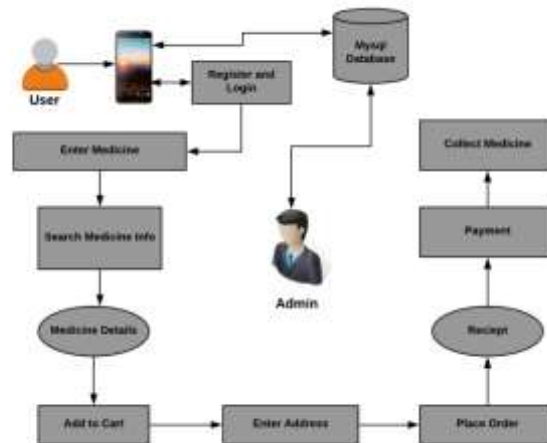 Mysql
Database
Register and
Login
User
Enter Medicine
Collect Medicine
Search Medicine Info
Payment
Admin
Medicine Details
Reciept
Add to Cart
Enter Address
Place Order